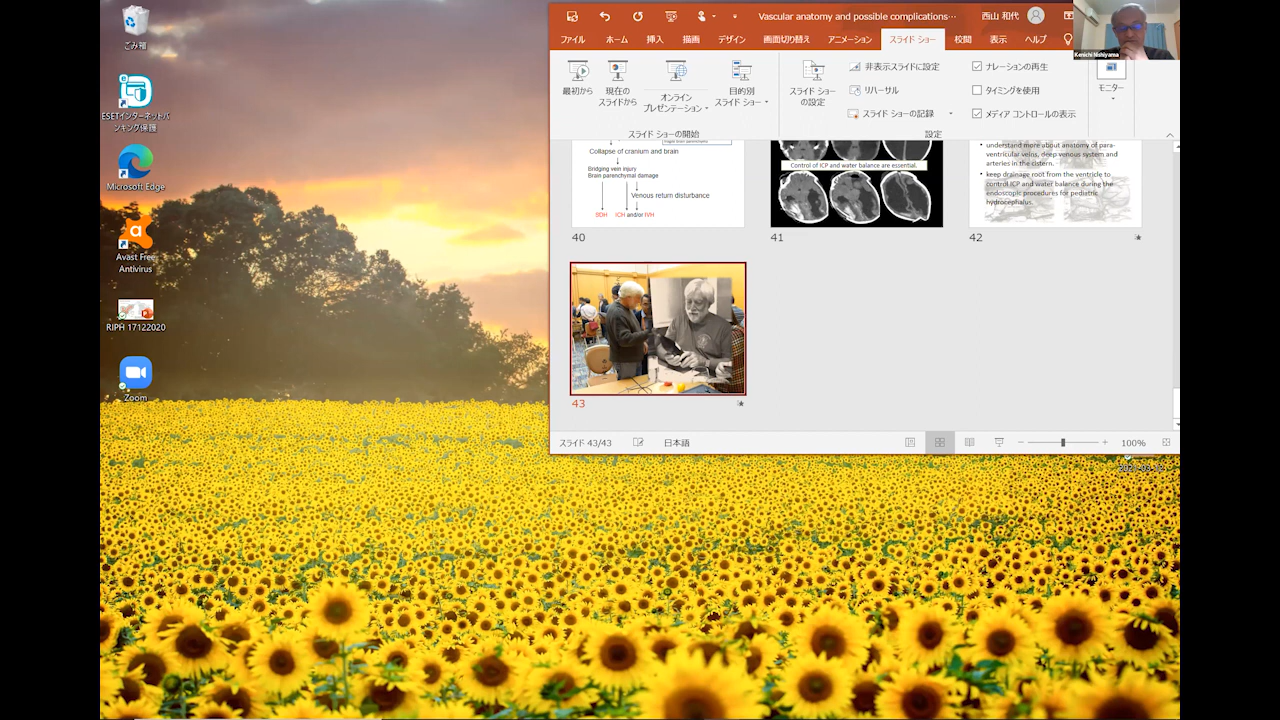 ごみ箱
ESETインターネットバ
ンキング保護
Microsoft Edge
Avast Free
Antivirus
RIPH 17122020
Zoom
Vascular anatomy and possible complications…
西山 和代
Kenichi Nishiyama
ファイル ホーム 挿入 描画 デザイン 画面切り替え アニメーション スライド ショー 校閲 表示 ヘルプ
最初から
現在の
スライドから
オンライン
プレゼンテーション
目的別
スライド ショー
スライド ショーの開始
スライド ショー
の設定
非表示スライドに設定
リハーサル
スライド ショーの記録
ナレーションの再生
タイミングを使用
メディア コントロールの表示
設定
モニター
Collapse of cranium and brain
Bridging vein injury
Brain parenchymal damage
Venous return disturbance
SDH ICH and/or IVH
40
Control of ICP and water balance are essential.
41
• understand more about anatomy of para-
ventricular veins, deep venous system and
arteries in the cistern.
• keep drainage root from the ventricle to
control ICP and water balance during the
endoscopic procedures for pediatric
hydrocephalus.
42
43
スライド 43/43
日本語
100%